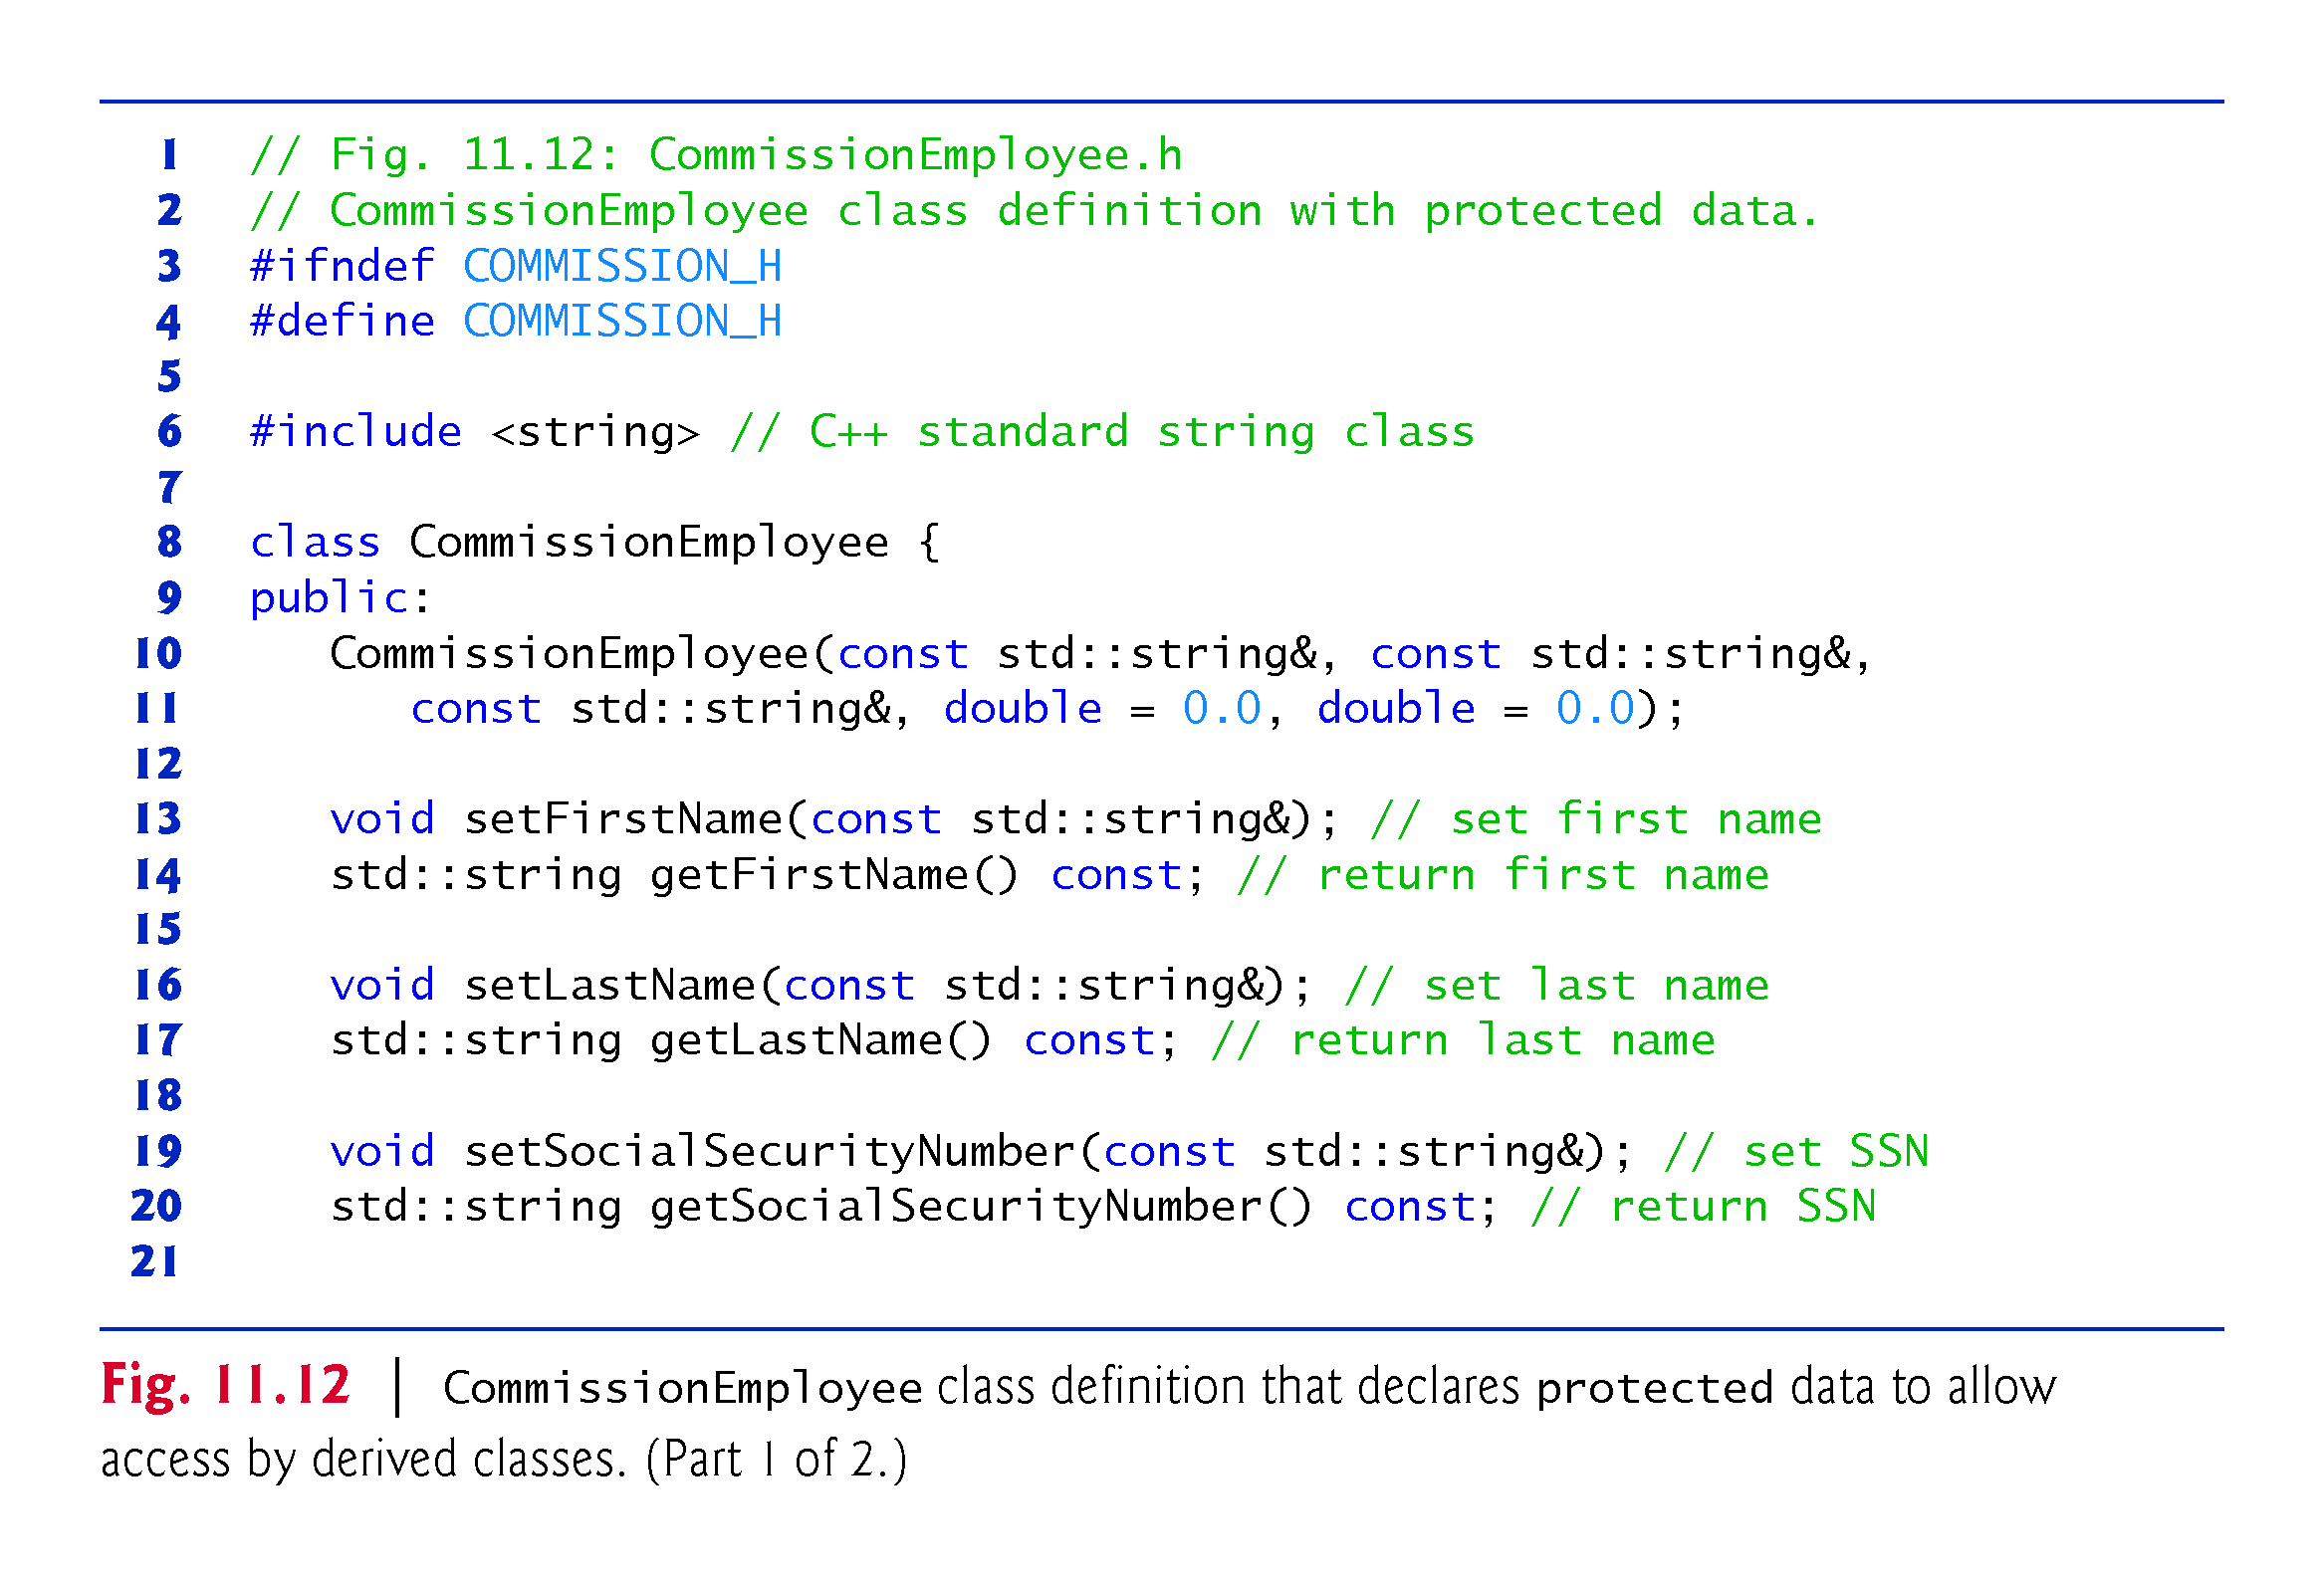 1 // Fig. 11.12: CommissionEmployee.h
2 // CommissionEmployee class definition with protected data.
3 #ifndef COMMISSION_H
4 #define COMMISSION_H
5
6 #include <string> // C++ standard string class
7
8 class CommissionEmployee {
9 public:
10    CommissionEmployee(const std::string&, const std::string&,
11       const std::string&, double = 0.0, double = 0.0);
12
13    void setFirstName(const std::string&); // set first name
14    std::string getFirstName() const; // return first name
15
16    void setLastName(const std::string&); // set last name
17    std::string getLastName() const; // return last name
18
19    void setSocialSecurityNumber(const std::string&); // set SSN
20    std::string getSocialSecurityNumber() const; // return SSN
21
Fig. 11.12 | CommissionEmployee class definition that declares protected data to allow
access by derived classes. (Part 1 of 2.)